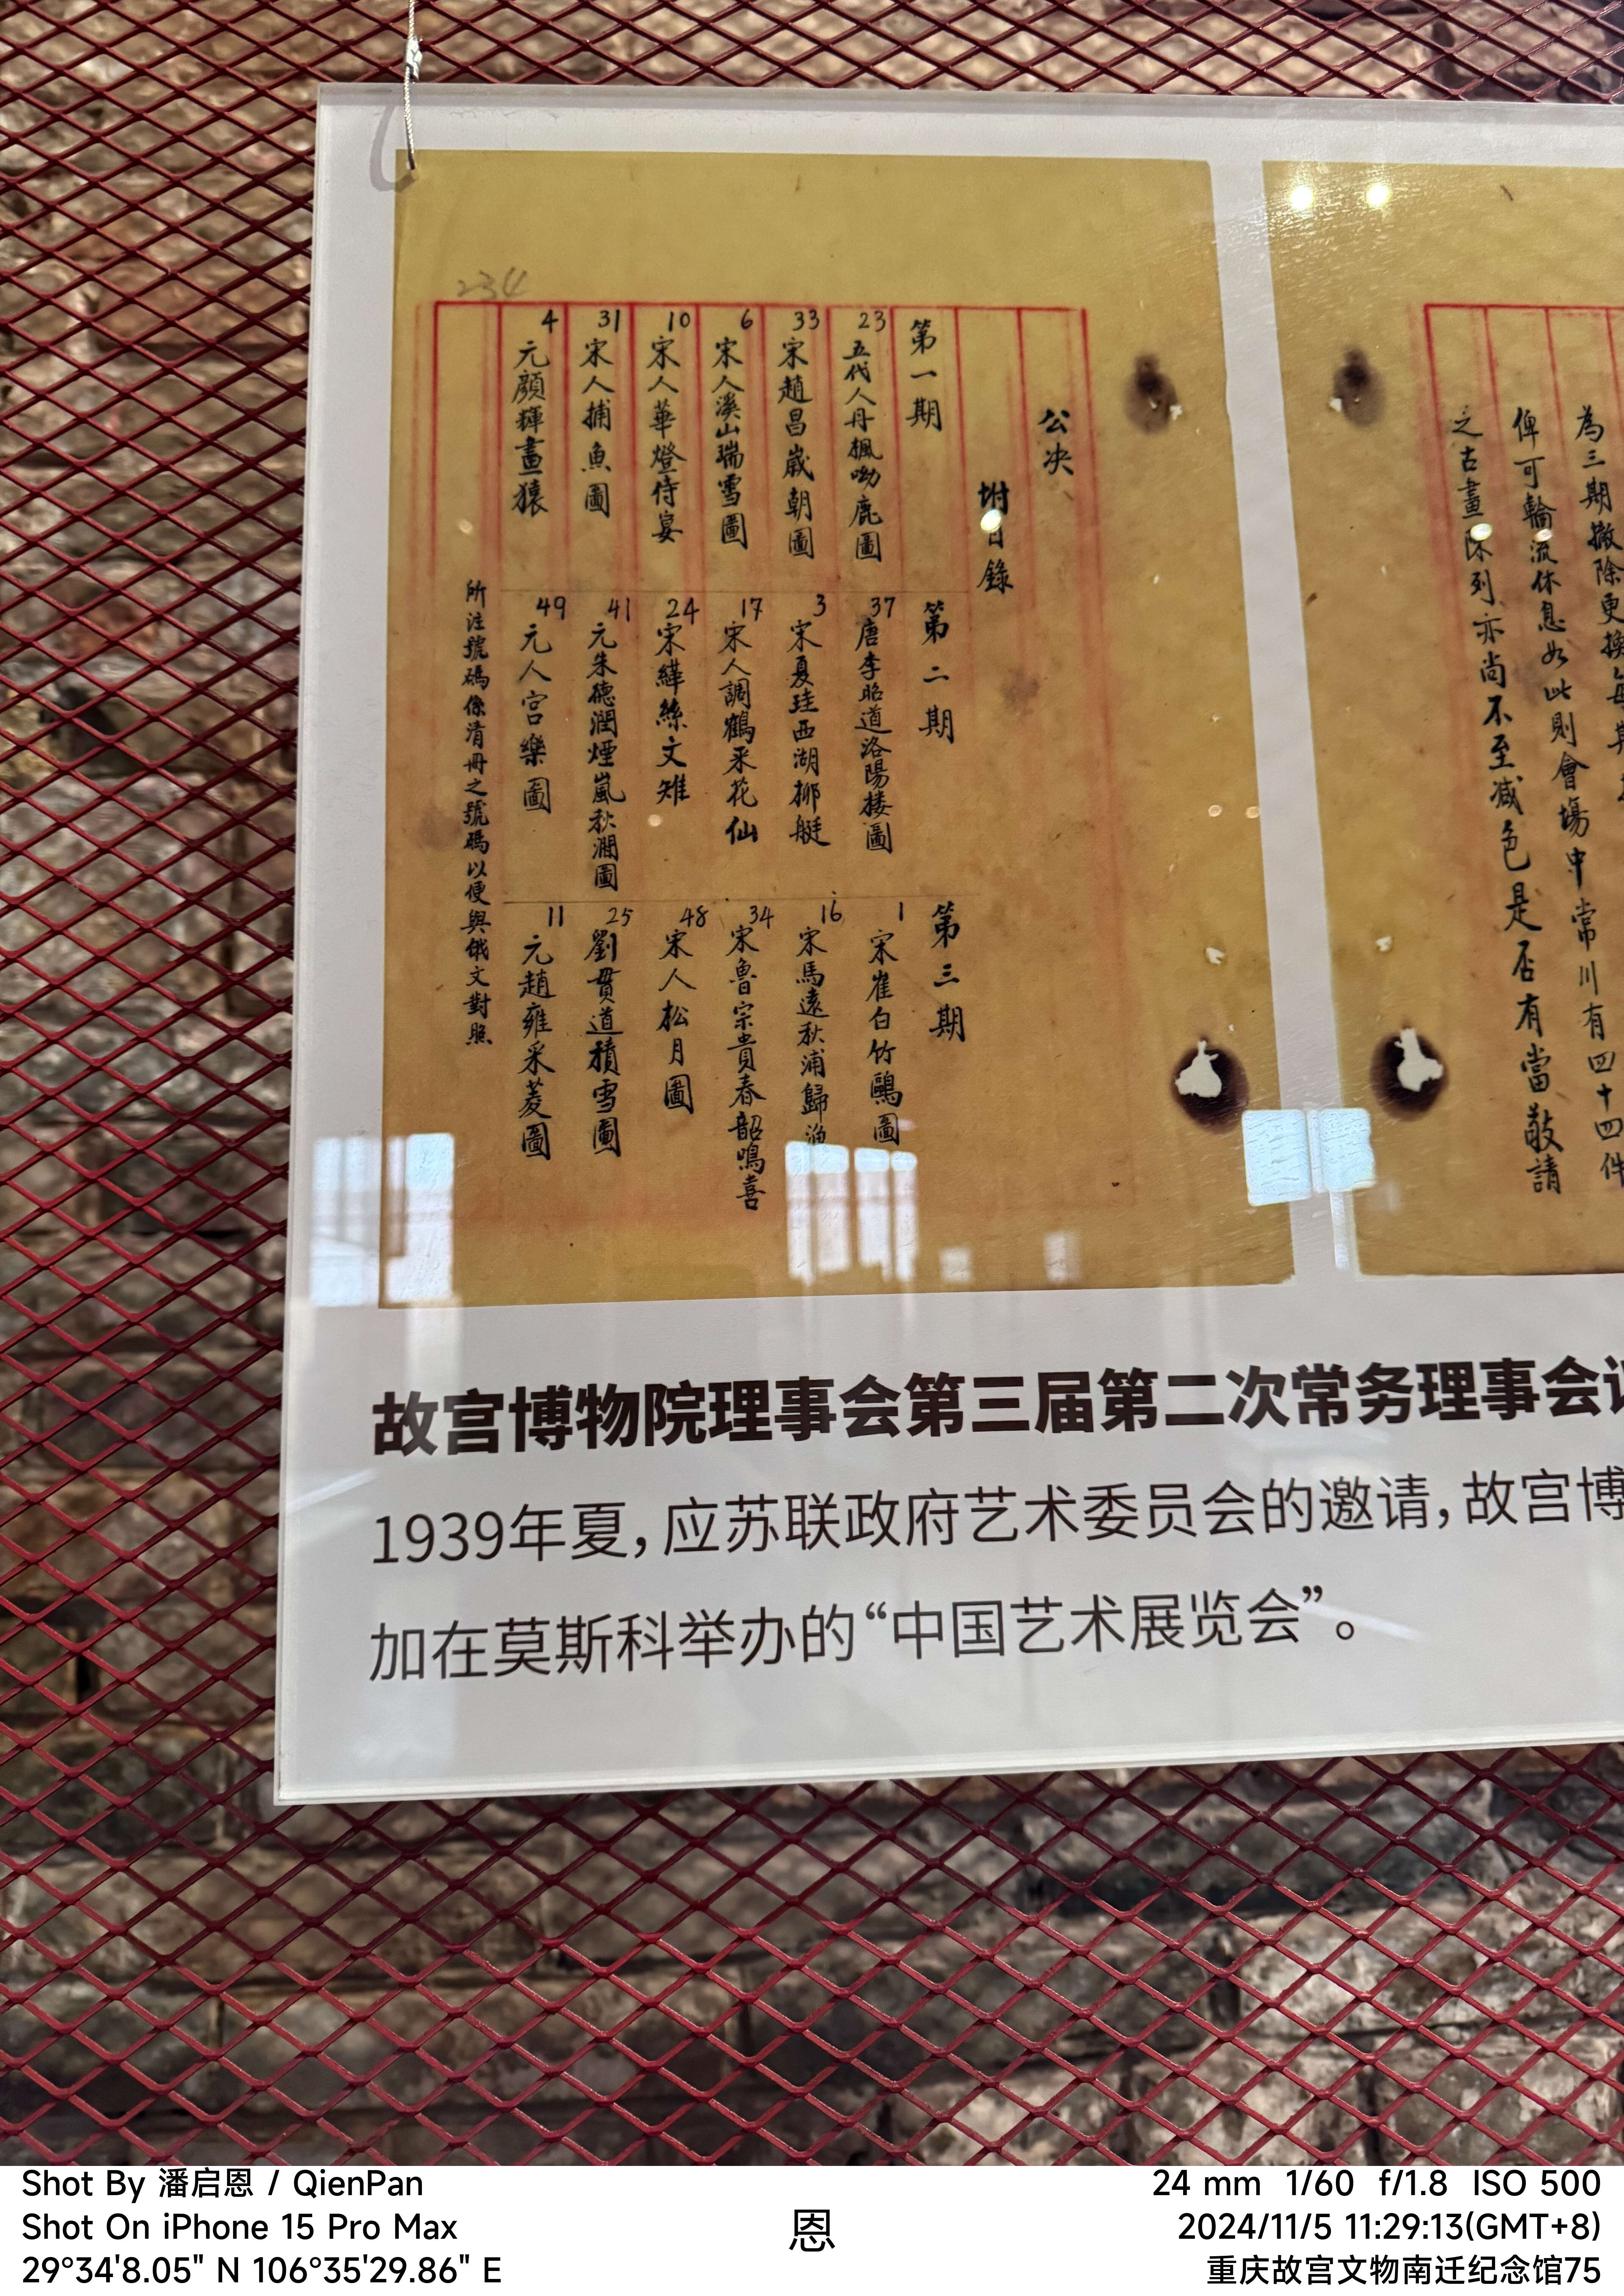 為三期撤除更換每期
俾可輪流休息如此則會場中常川有四十四件
之古畫陳列亦尚不至減色是否有當敬請
公决
附目錄
第一期
23 五代人丹楓呦鹿圖
33 宋趙昌歲朝圖
6 宋人溪山瑞雪圖
10 宋人華燈侍宴
31 宋人捕魚圖
4 元顏輝畫猿
第二期
37 唐李昭道洛陽樓圖
3 宋夏珪西湖柳艇
17 宋人調鶴采花仙
24 宋緙絲文雉
41 元朱德潤煙嵐秋澗圖
49 元人宮樂圖
第三期
1 宋崔白竹鷗圖
16 宋馬遠秋浦歸漁
34 宋魯宗貴春韶鳴喜
48 宋人松月圖
25 劉貫道積雪圖
11 元趙雍采菱圖
所注號碼係清冊之號碼以便與俄文對照
234
故宫博物院理事会第三届第二次常务理事会
1939年夏，应苏联政府艺术委员会的邀请，故宫博
加在莫斯科举办的“中国艺术展览会”。
Shot By 潘启恩 / QienPan
Shot On iPhone 15 Pro Max
29°34'8.05" N 106°35'29.86" E
恩
24 mm 1/60 f/1.8 ISO 500
2024/11/5 11:29:13(GMT+8)
重庆故宫文物南迁纪念馆75